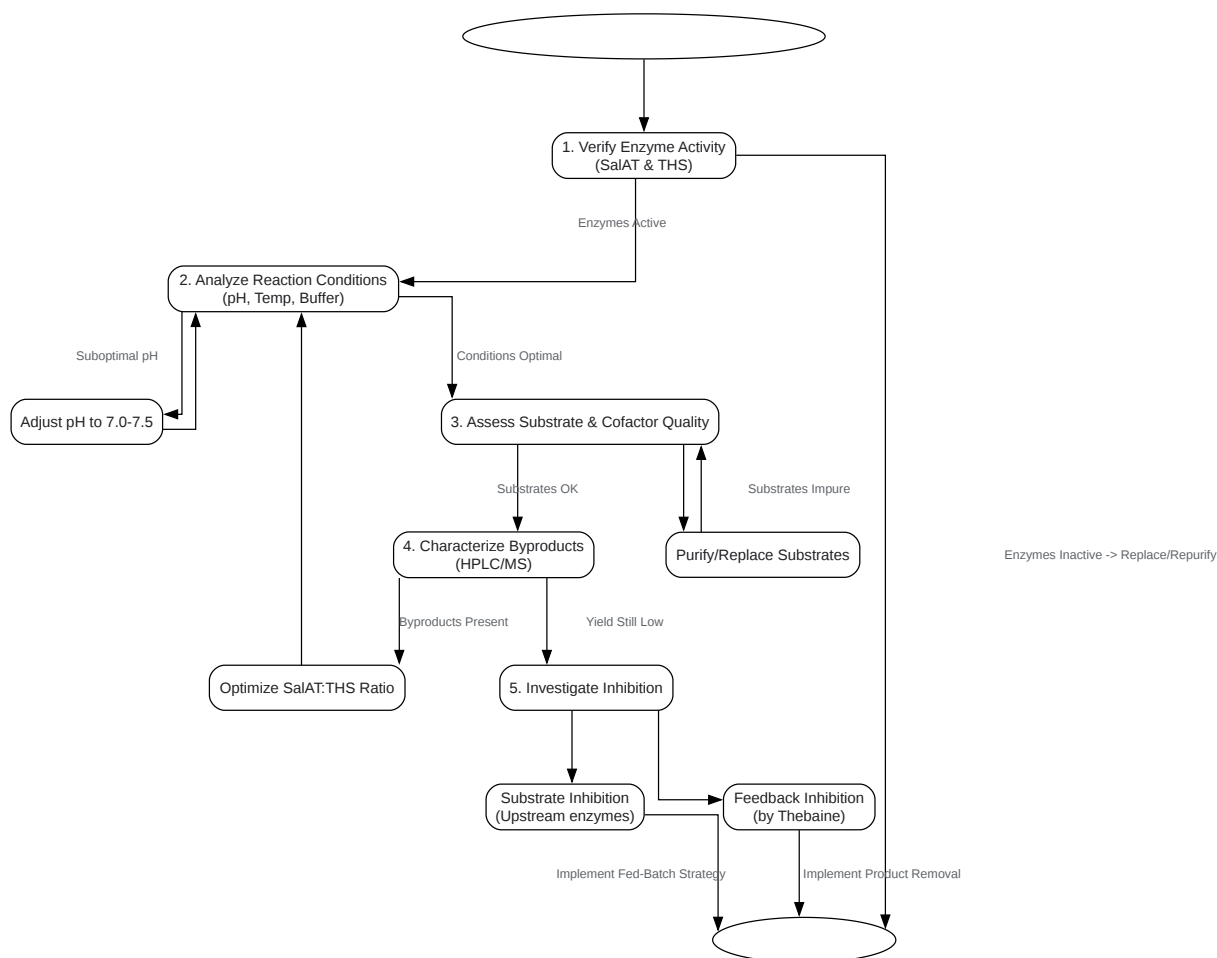 1. Verify Enzyme Activity
(SalAT & THS)
Enzymes Active
2. Analyze Reaction Conditions
(pH, Temp, Buffer)
Suboptimal pH
Conditions Optimal
Adjust pH to 7.0-7.5
3. Assess Substrate & Cofactor Quality
Substrates OK
Substrates Impure
4. Characterize Byproducts
(HPLC/MS)
Purify/Replace Substrates
Enzymes Inactive -> Replace/Repurify
Byproducts Present
Yield Still Low
Optimize SalAT:THS Ratio
5. Investigate Inhibition
Substrate Inhibition
(Upstream enzymes)
Feedback Inhibition
(by Thebaine)
Implement Fed-Batch Strategy
Implement Product Removal